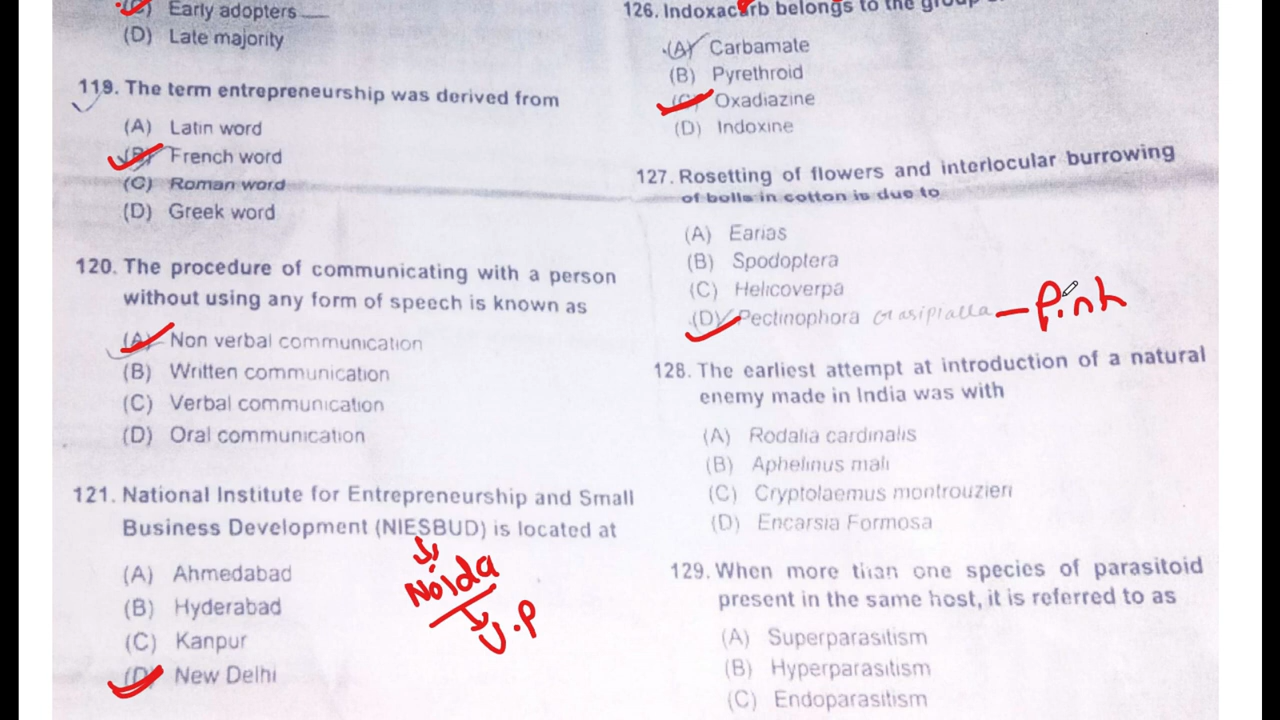 (C) Early adopters
(D) Late majority
119. The term entrepreneurship was derived from
(A) Latin word
(B) French word
(C) Roman word
(D) Greek word
120. The procedure of communicating with a person
without using any form of speech is known as
(A) Non verbal communication
(B) Written communication
(C) Verbal communication
(D) Oral communication
121. National Institute for Entrepreneurship and Small
Business Development (NIESBUD) is located at
Noida
U.P
(A) Ahmedabad
(B) Hyderabad
(C) Kanpur
(D) New Delhi
126. Indoxacarb belongs to the group
(A) Carbamate
(B) Pyrethroid
(C) Oxadiazine
(D) Indoxine
127. Rosetting of flowers and interlocular burrowing
of bolls in cotton is due to
(A) Earias
(B) Spodoptera
(C) Helicoverpa
(D) Pectinophora — Pink
128. The earliest attempt at introduction of a natural
enemy made in India was with
(A) Rodalia cardinalis
(B) Aphelinus mali
(C) Cryptolaemus montrouzieri
(D) Encarsia Formosa
129. When more than one species of parasitoid
present in the same host, it is referred to as
(A) Superparasitism
(B) Hyperparasitism
(C) Endoparasitism